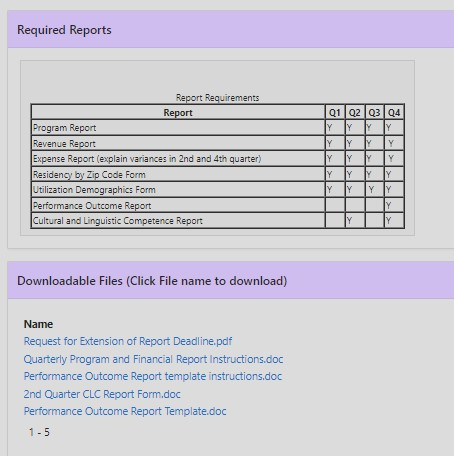 Required Reports
Report Requirements
Report Q1 Q2 Q3 Q4
Program Report Y Y Y Y
Revenue Report Y Y Y Y
Expense Report (explain variances in 2nd and 4th quarter) Y Y Y Y
Residency by Zip Code Form Y Y Y Y
Utilization Demographics Form Y Y Y Y
Performance Outcome Report Y
Cultural and Linguistic Competence Report Y Y
Downloadable Files (Click File name to download)
Name
Request for Extension of Report Deadline.pdf
Quarterly Program and Financial Report Instructions.doc
Performance Outcome Report template instructions.doc
2nd Quarter CLC Report Form.doc
Performance Outcome Report Template.doc
1 - 5